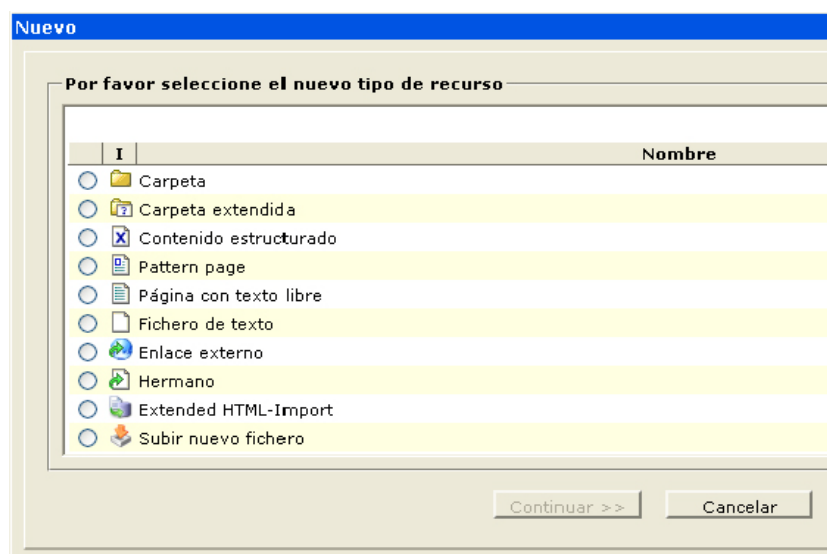 Nuevo
Por favor seleccione el nuevo tipo de recurso
I Nombre
Carpeta
Carpeta extendida
Contenido estructurado
Pattern page
Página con texto libre
Fichero de texto
Enlace externo
Hermano
Extended HTML-Import
Subir nuevo fichero
Continuar >> Cancelar